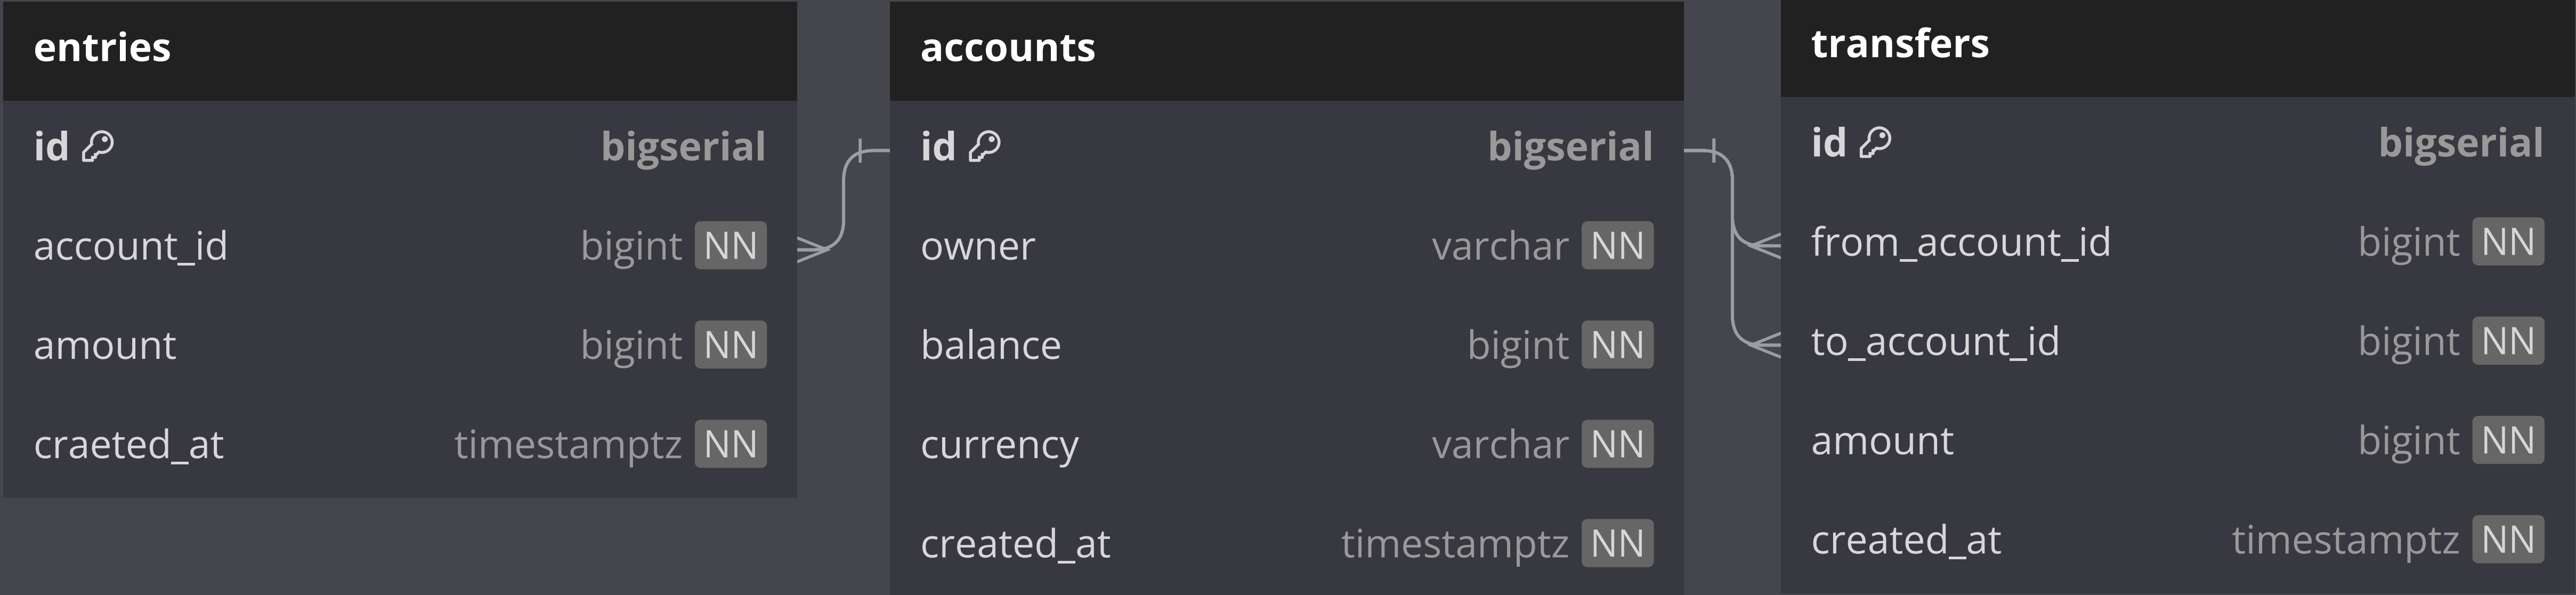 entries
id bigserial
account_id bigint NN
amount bigint NN
craeted_at timestamptz NN
accounts
id bigserial
owner varchar NN
balance bigint NN
currency varchar NN
created_at timestamptz NN
transfers
id bigserial
from_account_id bigint NN
to_account_id bigint NN
amount bigint NN
created_at timestamptz NN